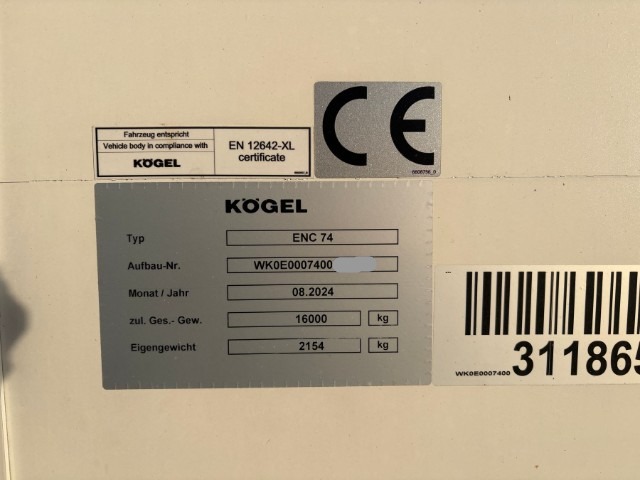 CE
Fahrzeug entspricht
Vehicle body in compliance with
KÖGEL
EN 12642-XL
certificate
KÖGEL
Typ ENC 74
Aufbau-Nr. WK0E0007400
Monat / Jahr 08.2024
zul. Ges.- Gew. 16000 kg
Eigengewicht 2154 kg
WK0E0007400 311865